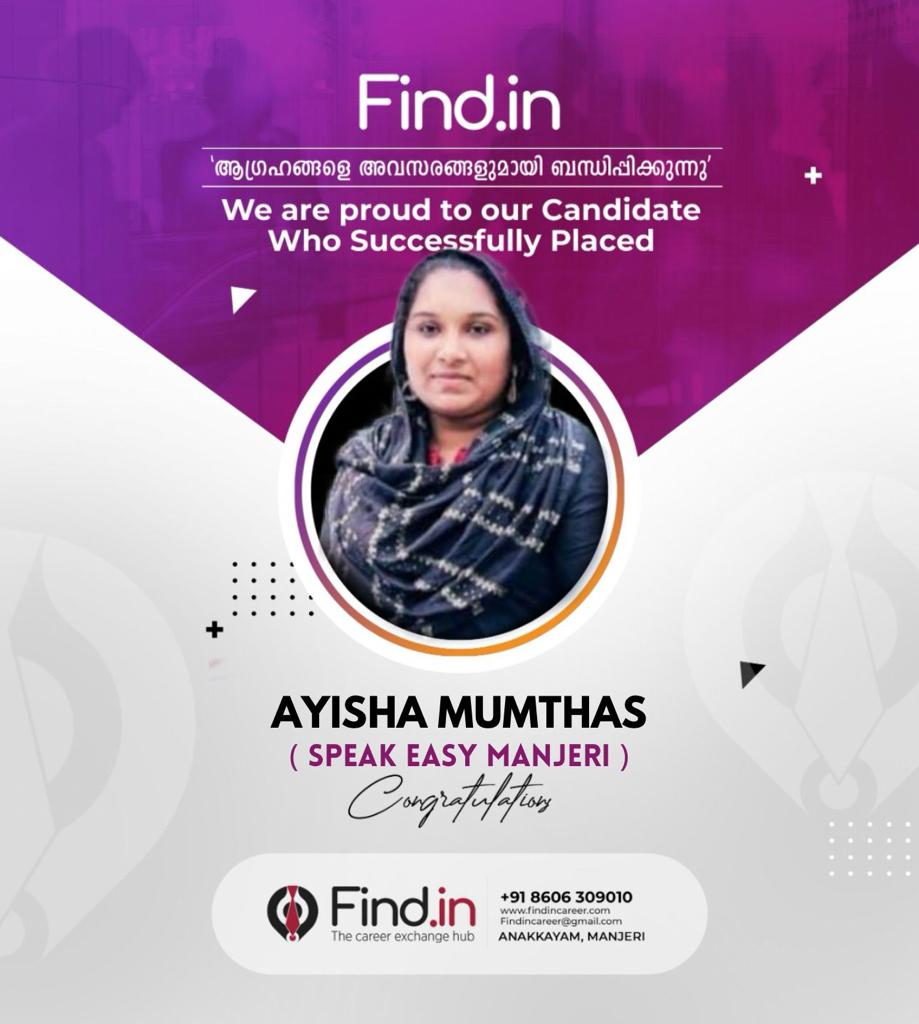 Find.in
'ആഗ്രഹങ്ങളെ അവസരങ്ങളുമായി ബന്ധിപ്പിക്കുന്നു'
We are proud to our Candidate
Who Successfully Placed
AYISHA MUMTHAS
( SPEAK EASY MANJERI )
Congratulations
Find.in
The career exchange hub
+91 8606 309010
www.findincareer.com
Findincareer@gmail.com
ANAKKAYAM, MANJERI